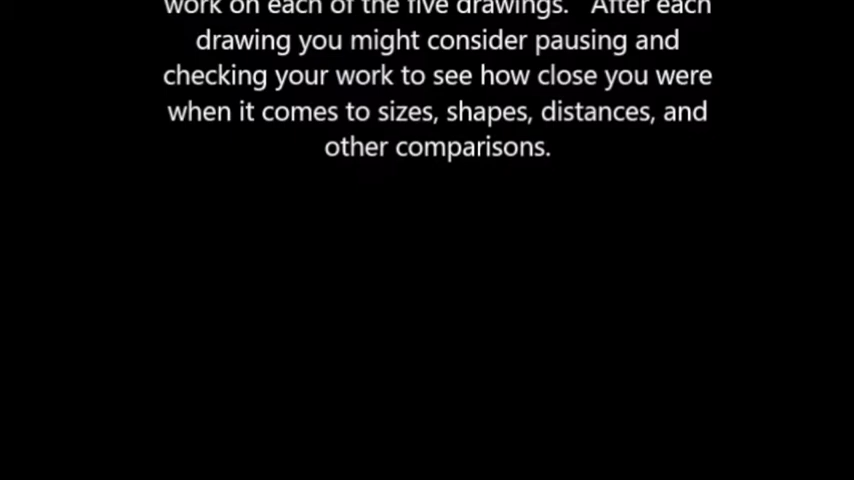 work on each of the five drawings.   After each
drawing you might consider pausing and
checking your work to see how close you were
when it comes to sizes, shapes, distances, and
other comparisons.